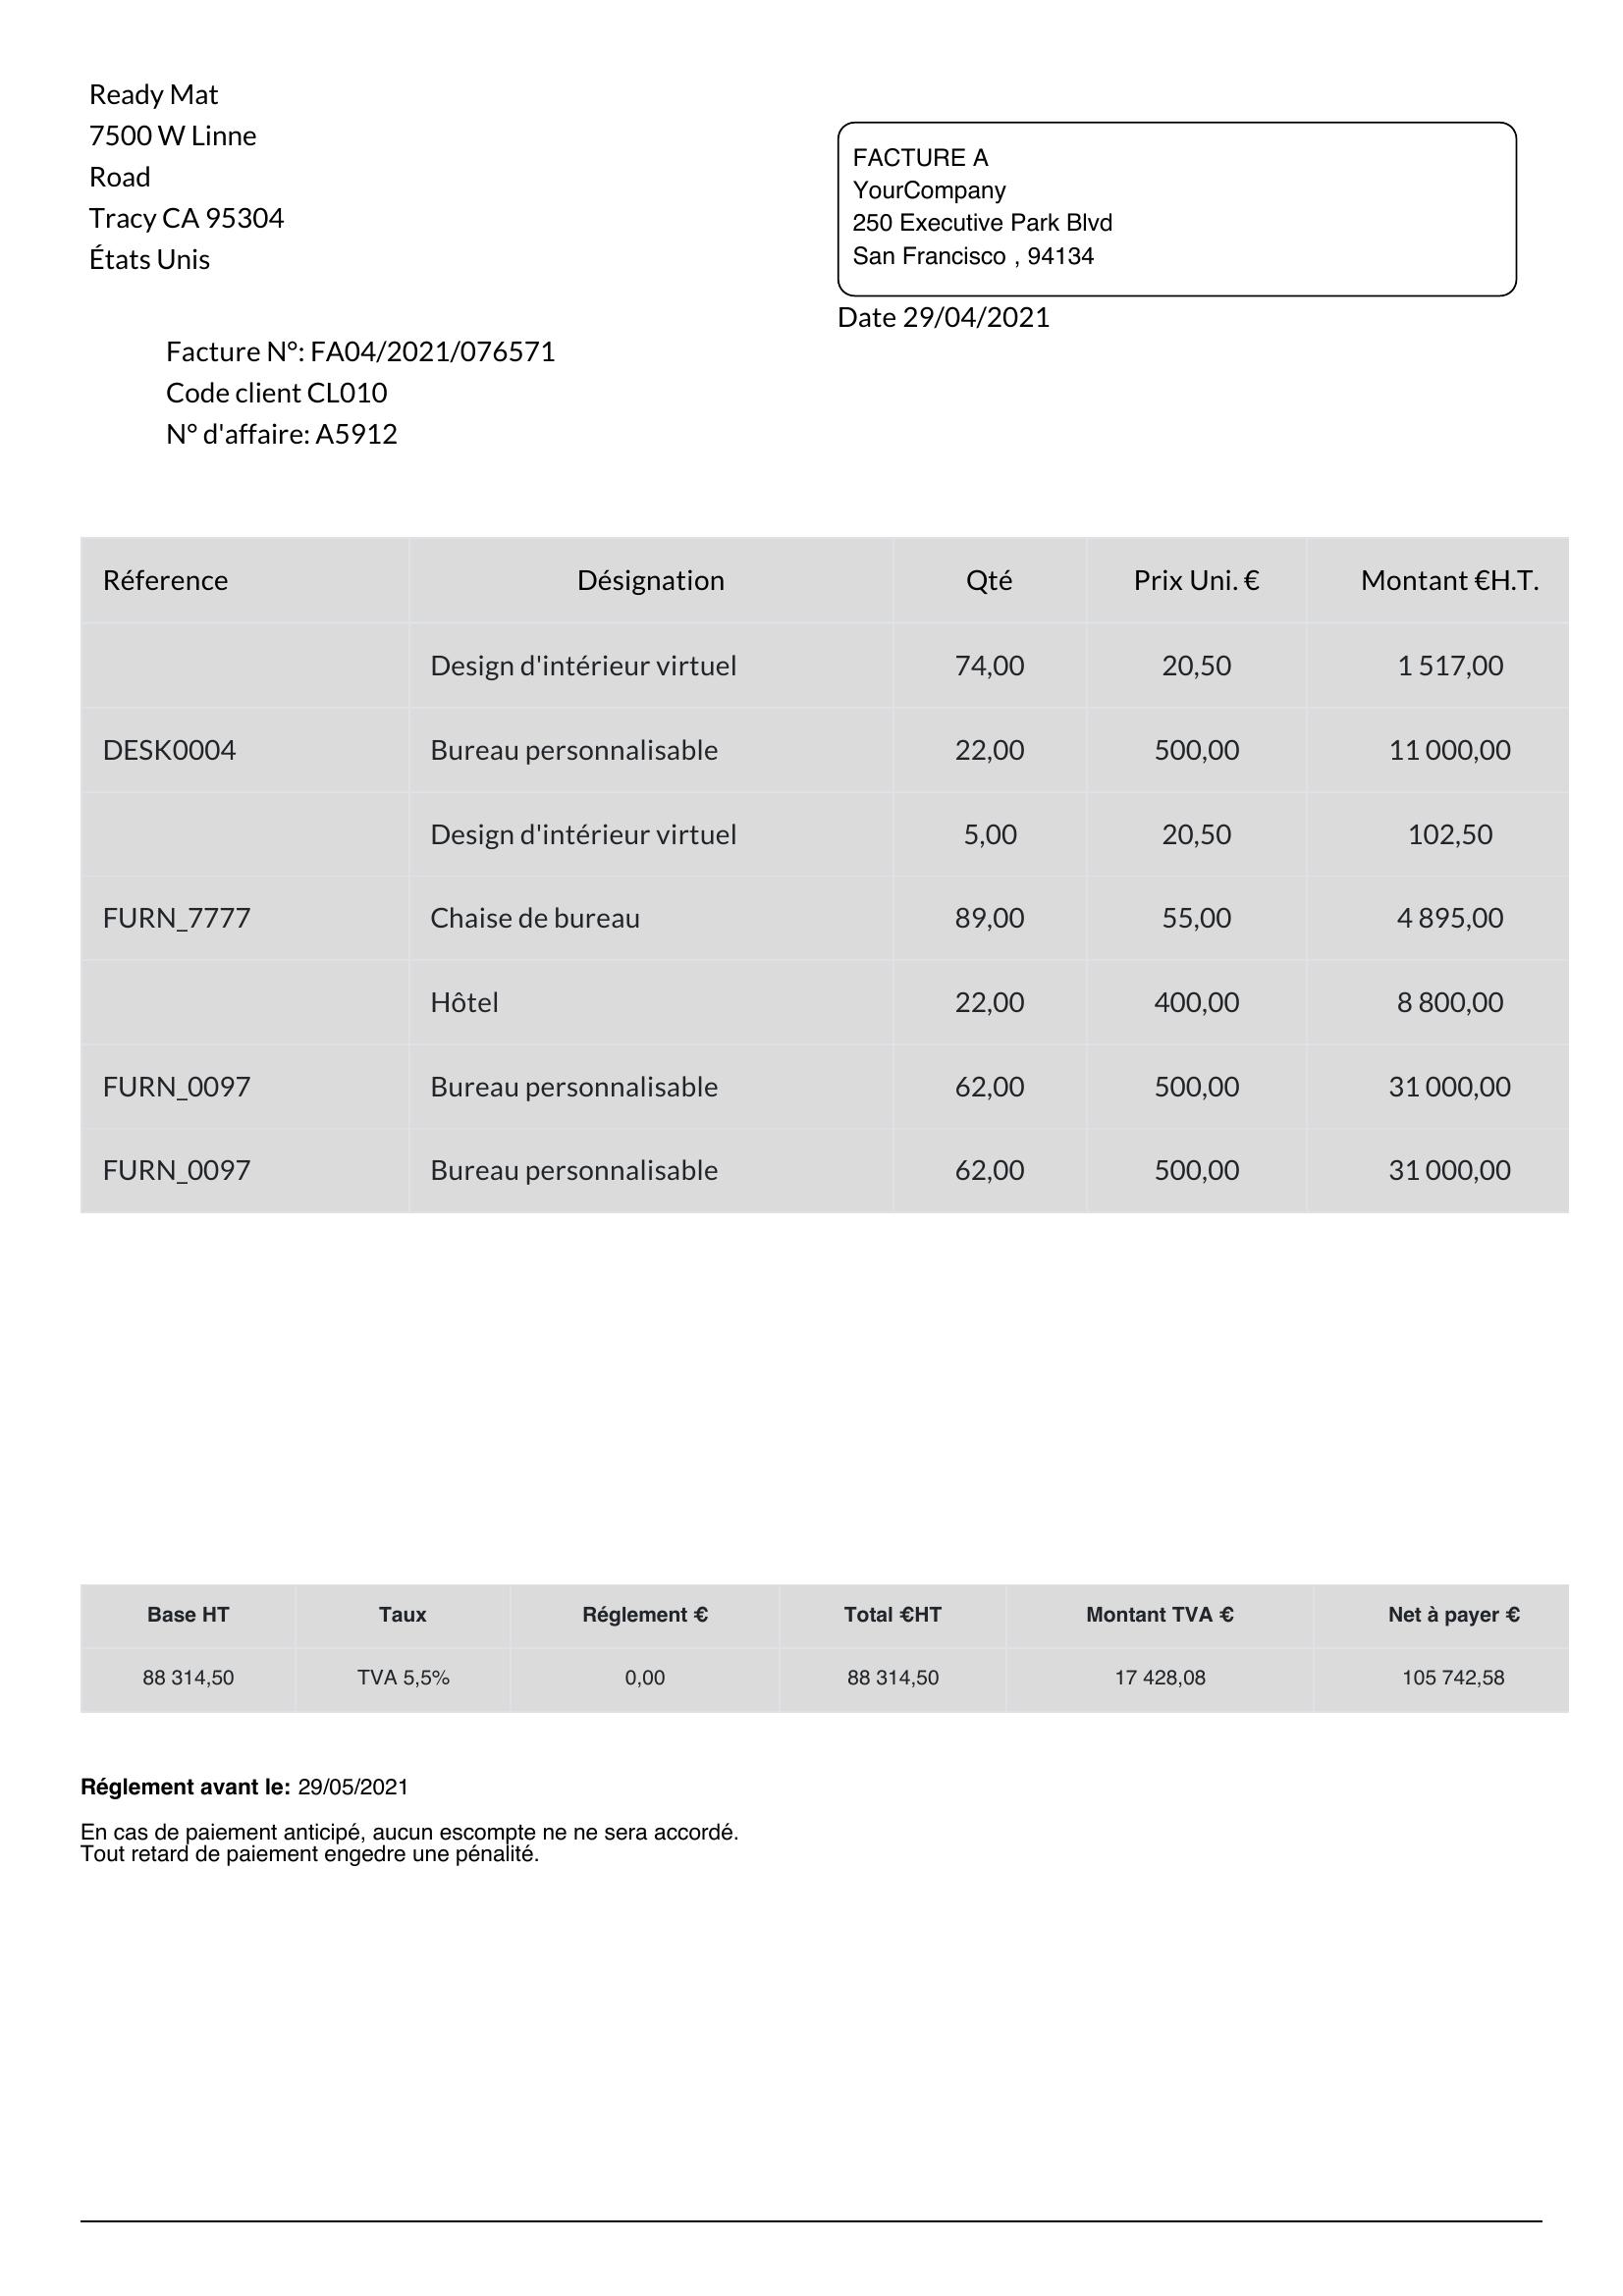 Ready Mat
7500 W Linne
Road
Tracy CA 95304
États Unis
FACTURE A
YourCompany
250 Executive Park Blvd
San Francisco , 94134
Date 29/04/2021
Facture N°: FA04/2021/076571
Code client CL010
N° d'affaire: A5912
Réference Désignation Qté Prix Uni. € Montant €H.T.
Design d'intérieur virtuel 74,00 20,50 1 517,00
DESK0004 Bureau personnalisable 22,00 500,00 11 000,00
Design d'intérieur virtuel 5,00 20,50 102,50
FURN_7777 Chaise de bureau 89,00 55,00 4 895,00
Hôtel 22,00 400,00 8 800,00
FURN_0097 Bureau personnalisable 62,00 500,00 31 000,00
FURN_0097 Bureau personnalisable 62,00 500,00 31 000,00
Base HT Taux Réglement € Total €HT Montant TVA € Net à payer €
88 314,50 TVA 5,5% 0,00 88 314,50 17 428,08 105 742,58
Réglement avant le: 29/05/2021
En cas de paiement anticipé, aucun escompte ne ne sera accordé.
Tout retard de paiement engedre une pénalité.